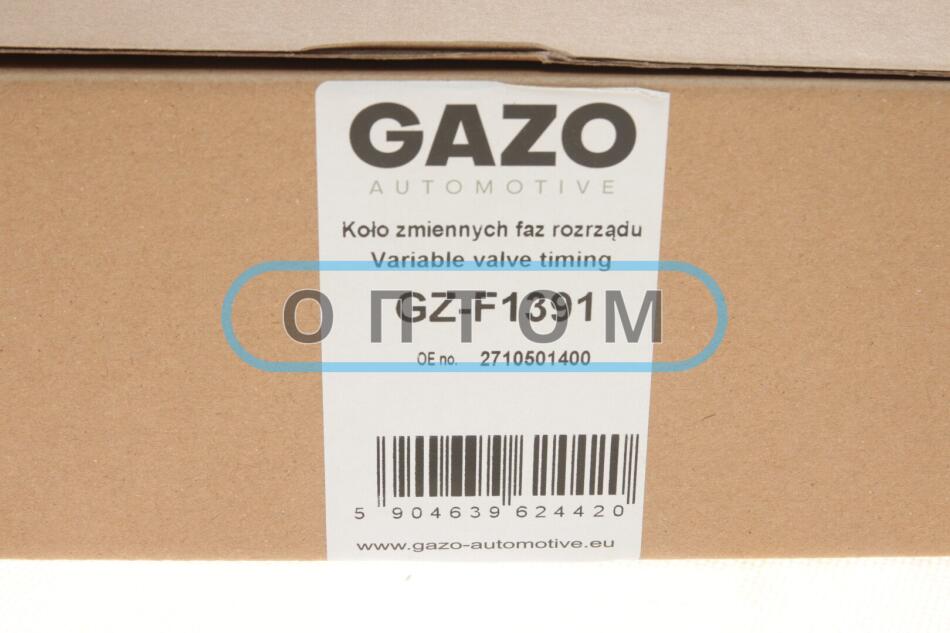 GAZO
AUTOMOTIVE
Koło zmiennych faz rozrządu
Variable valve timing
GZ-F1391
ОПТОМ
OE no. 2710501400
5 904639 624420
www.gazo-automotive.eu